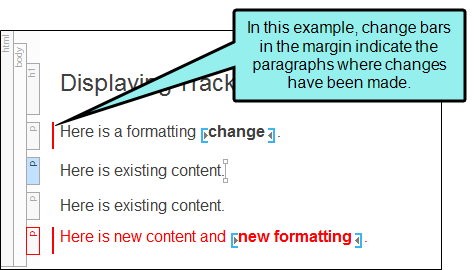 In this example, change bars
in the margin indicate the
paragraphs where changes
have been made.
html
body
h1
Displaying Track
p
Here is a formatting change.
p
Here is existing content.
p
Here is existing content.
p
Here is new content and new formatting.